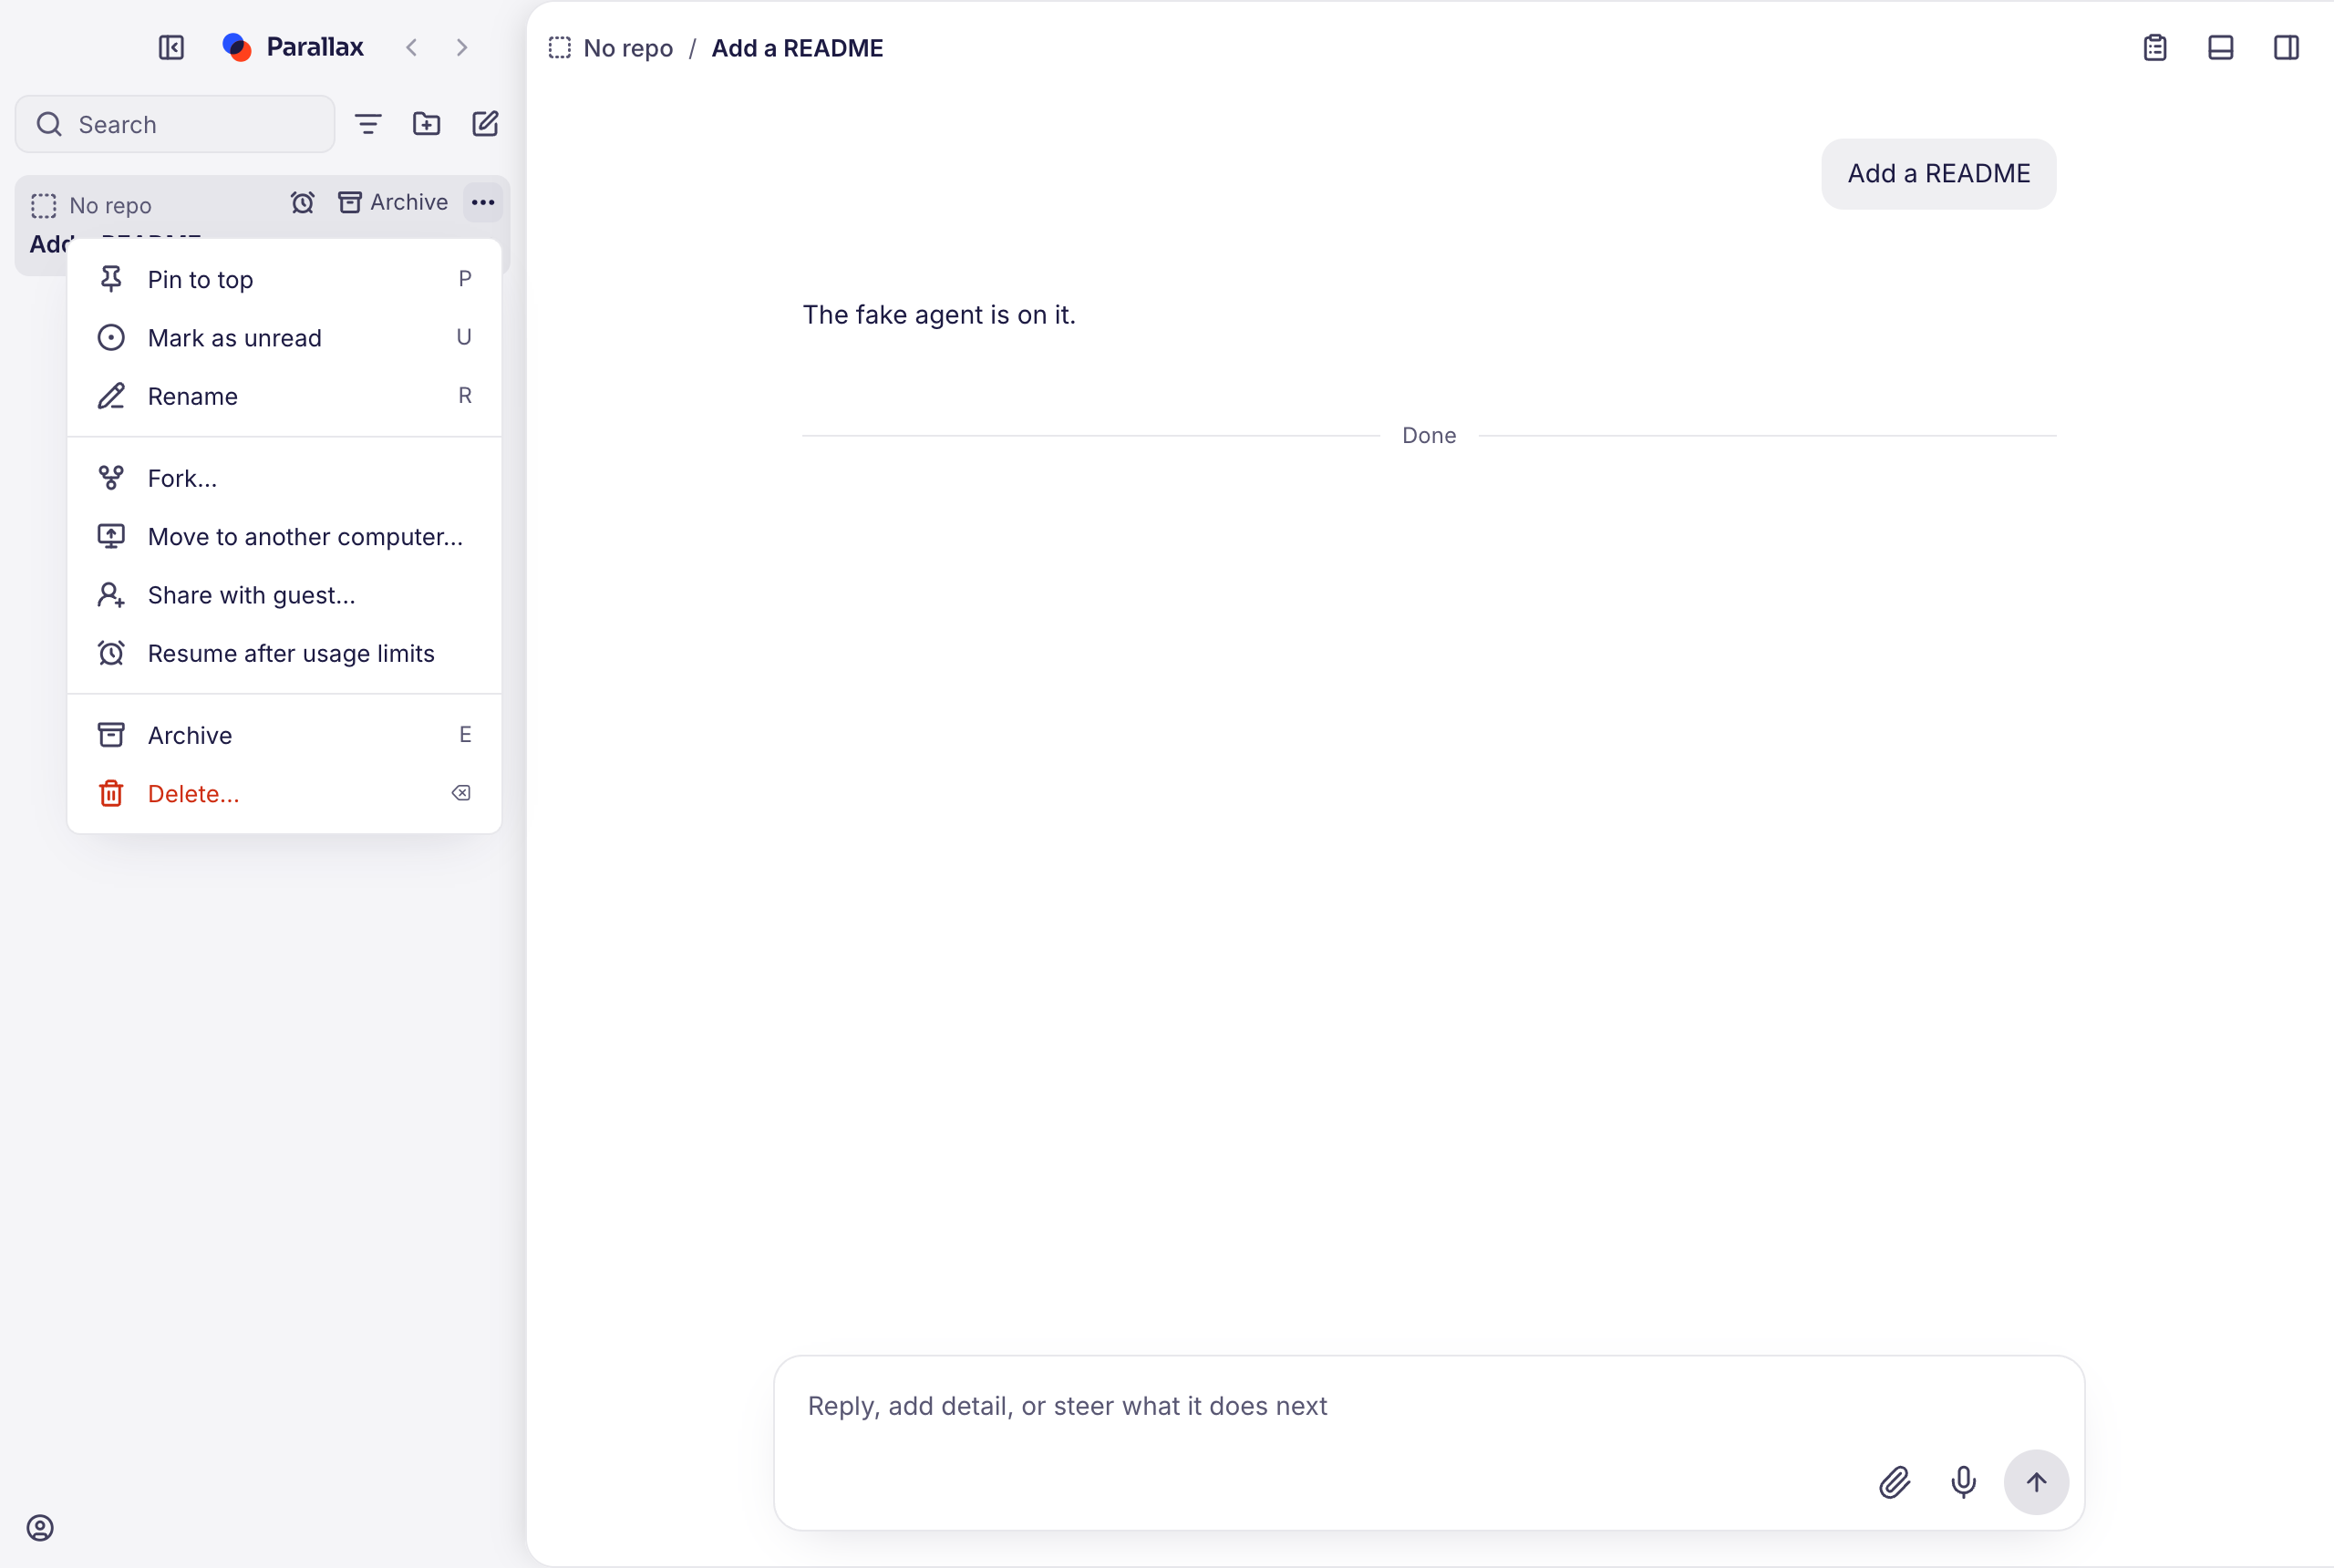 Parallax
No repo / Add a README
Search
No repo
Archive
Add a README
Pin to top P
Mark as unread U
Rename R
Fork...
Move to another computer...
Share with guest...
Resume after usage limits
Archive E
Delete...
Add a README
The fake agent is on it.
Done
Reply, add detail, or steer what it does next